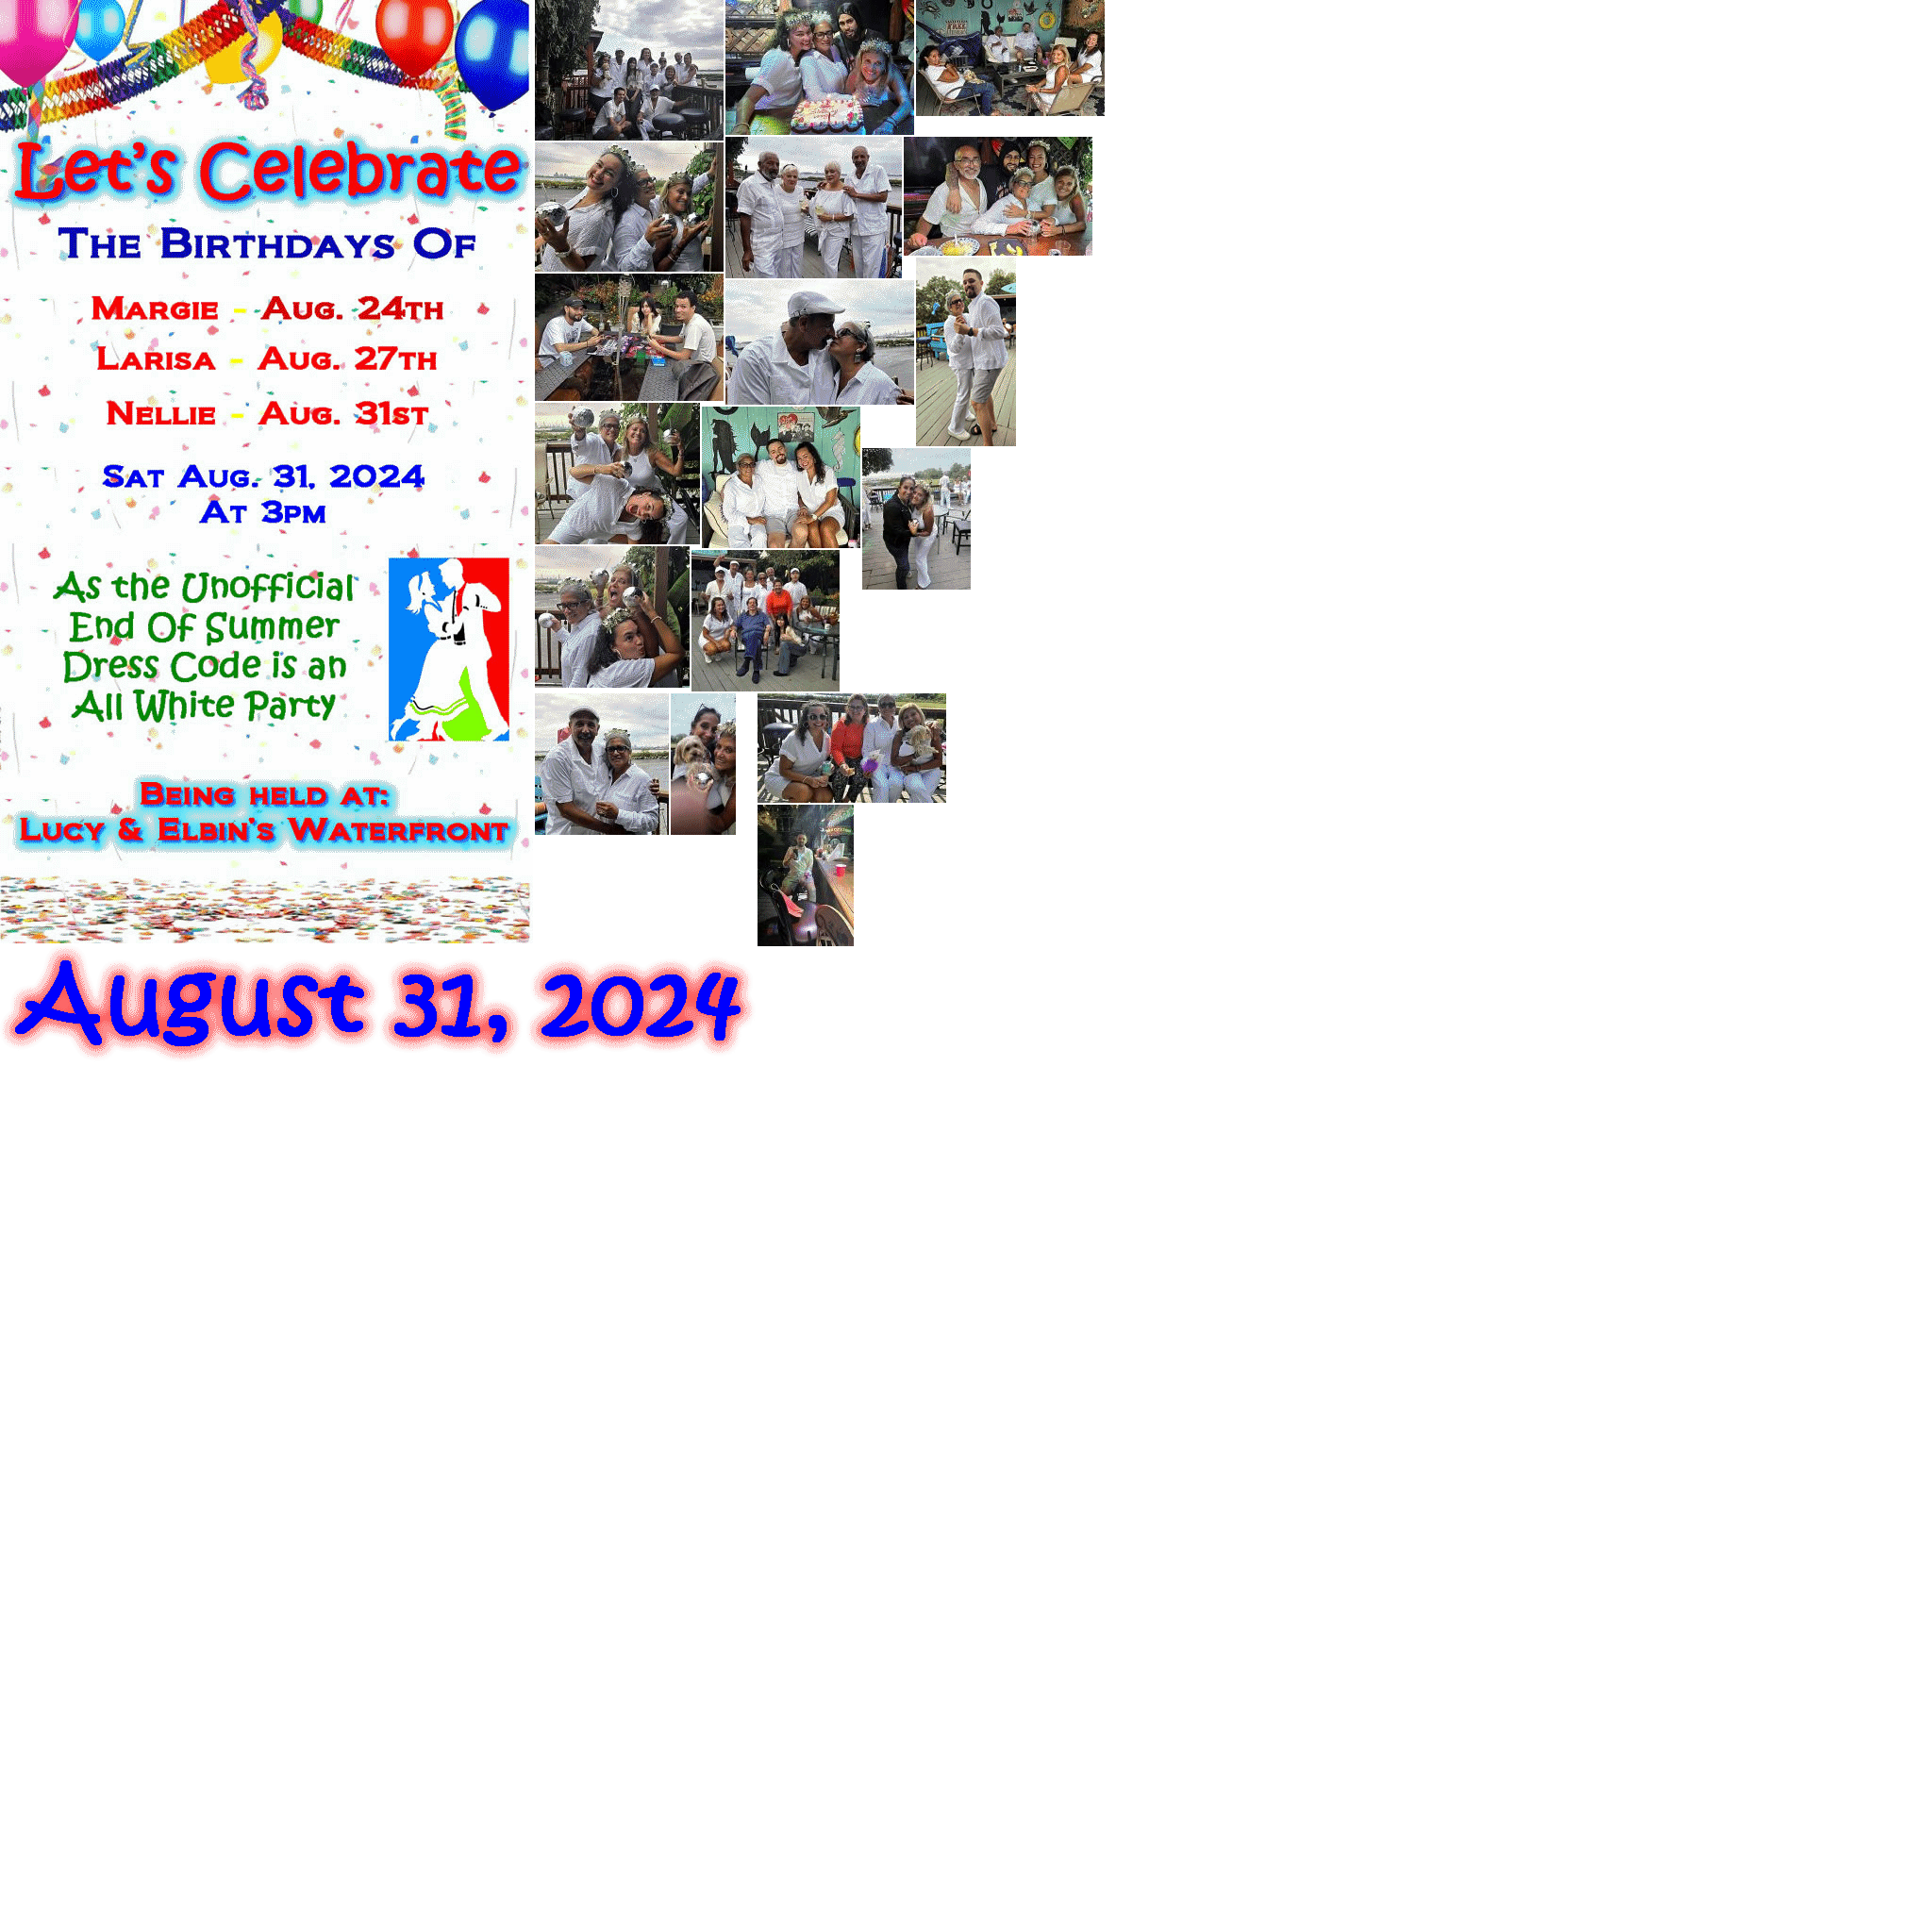 Let's Celebrate
The Birthdays Of
Margie - Aug. 24th
Larisa - Aug. 27th
Nellie - Aug. 31st
Sat Aug. 31, 2024
At 3pm
As the Unofficial
End Of Summer
Dress Code is an
All White Party
Being held at:
Lucy & Elbin's Waterfront
August 31, 2024